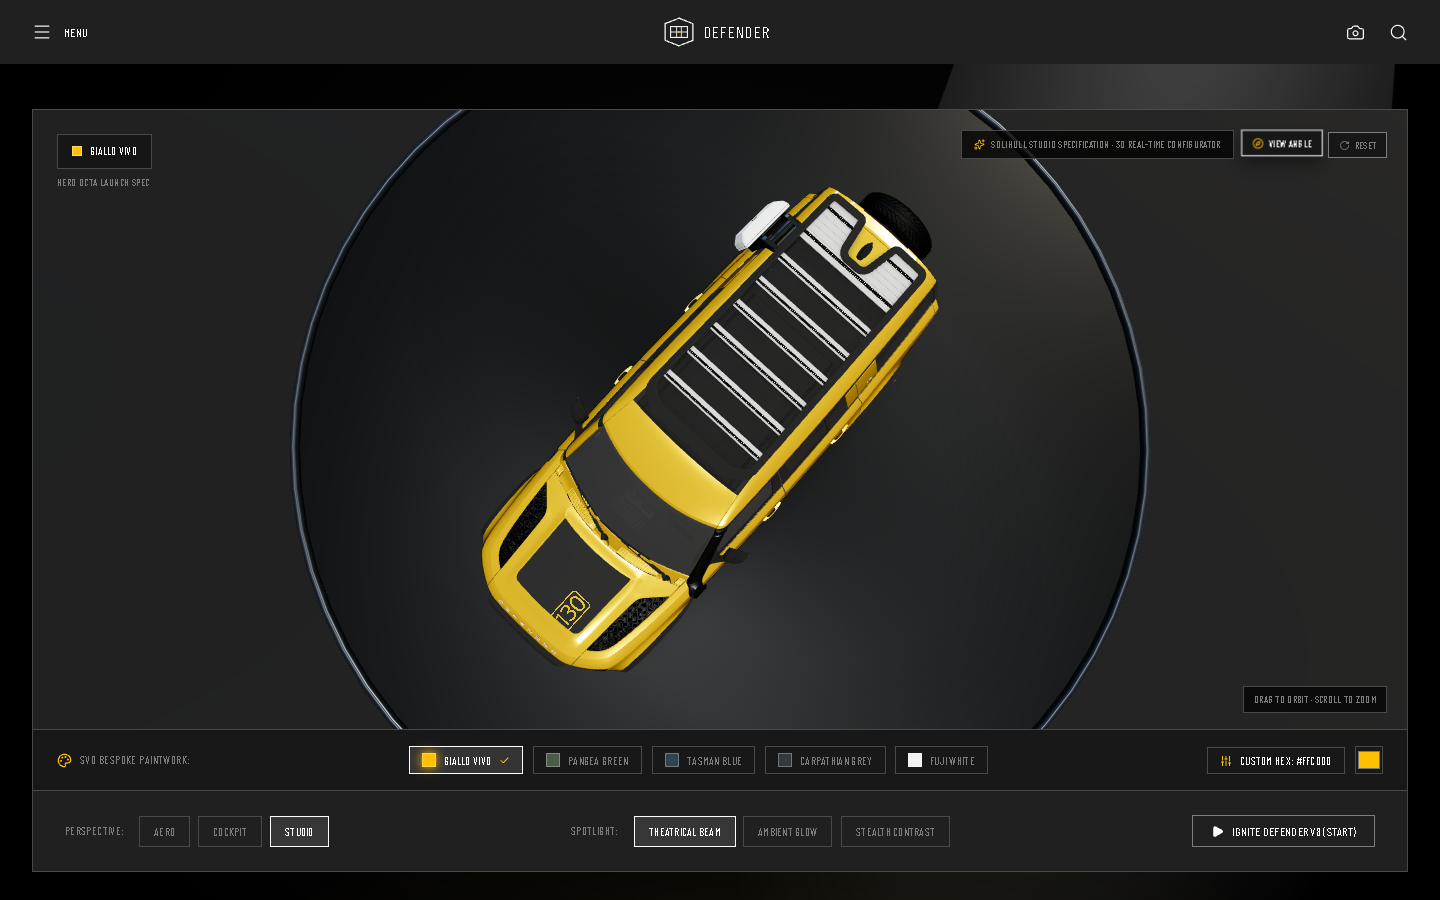 MENU
DEFENDER
GIALLO VIVO
HERO OCTA LAUNCH SPEC
SOLIHULL STUDIO SPECIFICATION · 3D REAL-TIME CONFIGURATOR
VIEW ANGLE
RESET
130
DRAG TO ORBIT · SCROLL TO ZOOM
SVO BESPOKE PAINTWORK:
GIALLO VIVO
PANGEA GREEN
TASMAN BLUE
CARPATHIAN GREY
FUJI WHITE
CUSTOM HEX: #FFC000
PERSPECTIVE:
AERO
COCKPIT
STUDIO
SPOTLIGHT:
THEATRICAL BEAM
AMBIENT GLOW
STEALTH CONTRAST
IGNITE DEFENDER V8 (START)